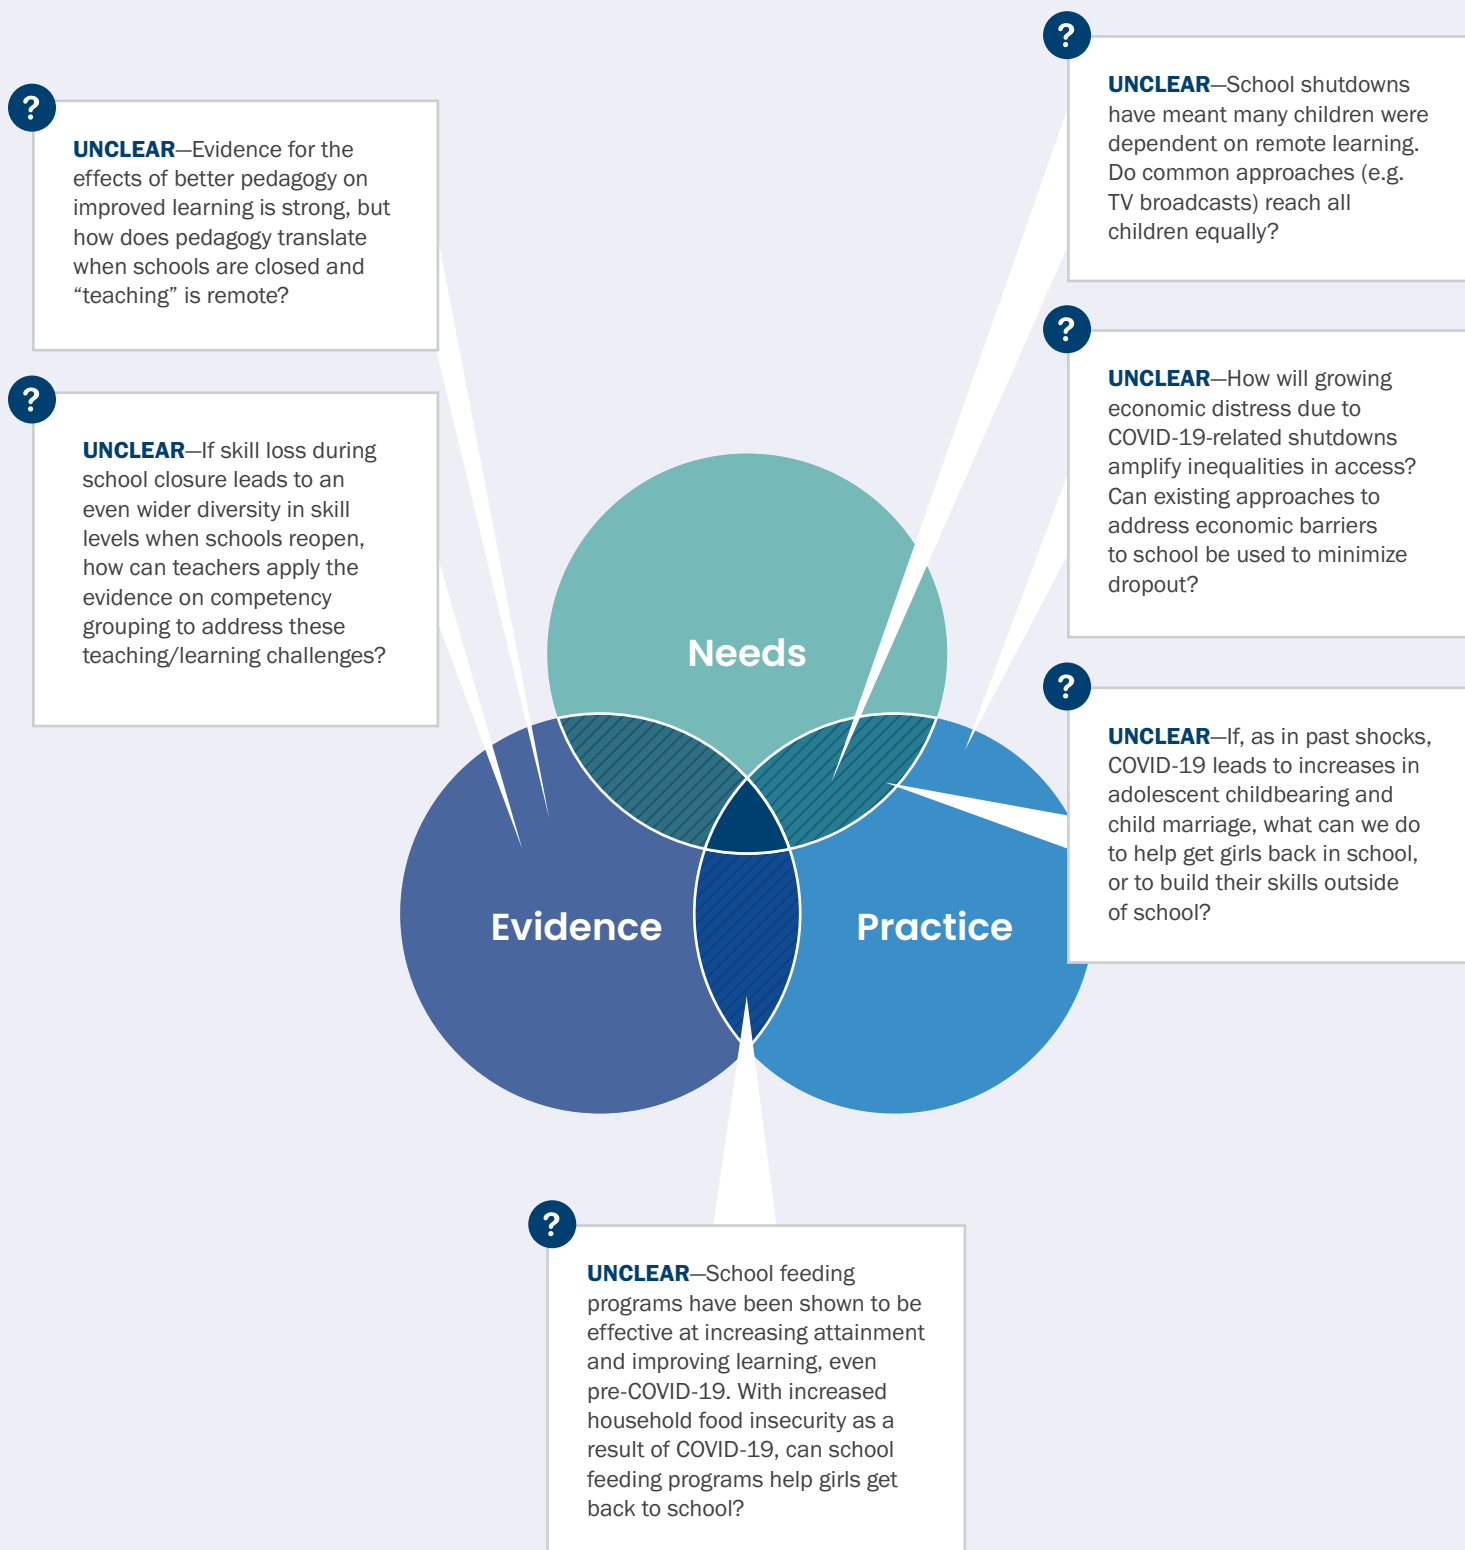 ?
UNCLEAR—Evidence for the
effects of better pedagogy on
improved learning is strong, but
how does pedagogy translate
when schools are closed and
“teaching” is remote?
?
UNCLEAR—If skill loss during
school closure leads to an
even wider diversity in skill
levels when schools reopen,
how can teachers apply the
evidence on competency
grouping to address these
teaching/learning challenges?
?
UNCLEAR—School shutdowns
have meant many children were
dependent on remote learning.
Do common approaches (e.g.
TV broadcasts) reach all
children equally?
?
UNCLEAR—How will growing
economic distress due to
COVID-19-related shutdowns
amplify inequalities in access?
Can existing approaches to
address economic barriers
to school be used to minimize
dropout?
?
UNCLEAR—If, as in past shocks,
COVID-19 leads to increases in
adolescent childbearing and
child marriage, what can we do
to help get girls back in school,
or to build their skills outside
of school?
Needs
Evidence
Practice
?
UNCLEAR—School feeding
programs have been shown to be
effective at increasing attainment
and improving learning, even
pre-COVID-19. With increased
household food insecurity as a
result of COVID-19, can school
feeding programs help girls get
back to school?